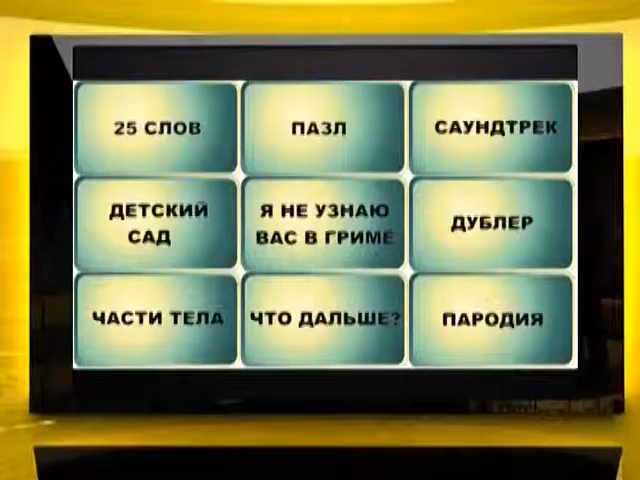 25 СЛОВ
ПАЗЛ
САУНДТРЕК
ДЕТСКИЙ
САД
Я НЕ УЗНАЮ
ВАС В ГРИМЕ
ДУБЛЕР
ЧАСТИ ТЕЛА
ЧТО ДАЛЬШЕ?
ПАРОДИЯ